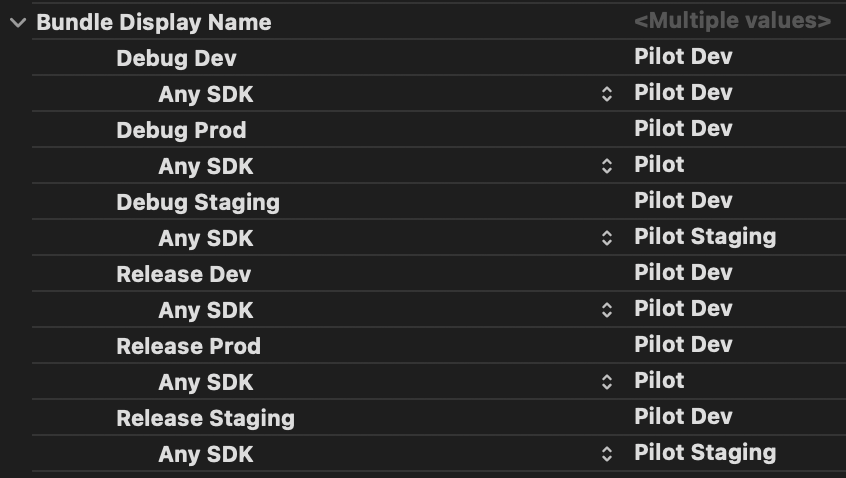 Bundle Display Name <Multiple values>
Debug Dev Pilot Dev
Any SDK Pilot Dev
Debug Prod Pilot Dev
Any SDK Pilot
Debug Staging Pilot Dev
Any SDK Pilot Staging
Release Dev Pilot Dev
Any SDK Pilot Dev
Release Prod Pilot Dev
Any SDK Pilot
Release Staging Pilot Dev
Any SDK Pilot Staging